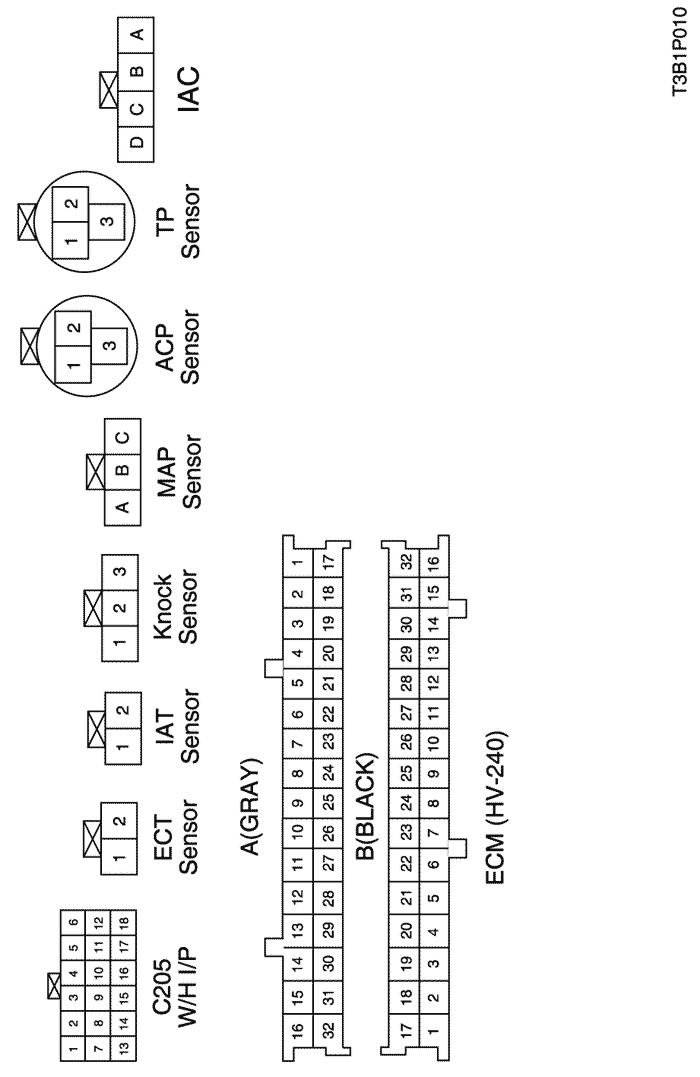 1 2 3 4 5 6
7 8 9 10 11 12
13 14 15 16 17 18
C205
W/H I/P
1 2
ECT
Sensor
1 2
IAT
Sensor
1 2 3
Knock
Sensor
A B C
MAP
Sensor
1 2
3
ACP
Sensor
1 2
3
TP
Sensor
D C B A
IAC
A(GRAY)
16 15 14 13 12 11 10 9 8 7 6 5 4 3 2 1
32 31 30 29 28 27 26 25 24 23 22 21 20 19 18 17
B(BLACK)
17 18 19 20 21 22 23 24 25 26 27 28 29 30 31 32
1 2 3 4 5 6 7 8 9 10 11 12 13 14 15 16
ECM (HV-240)
T3B1P010